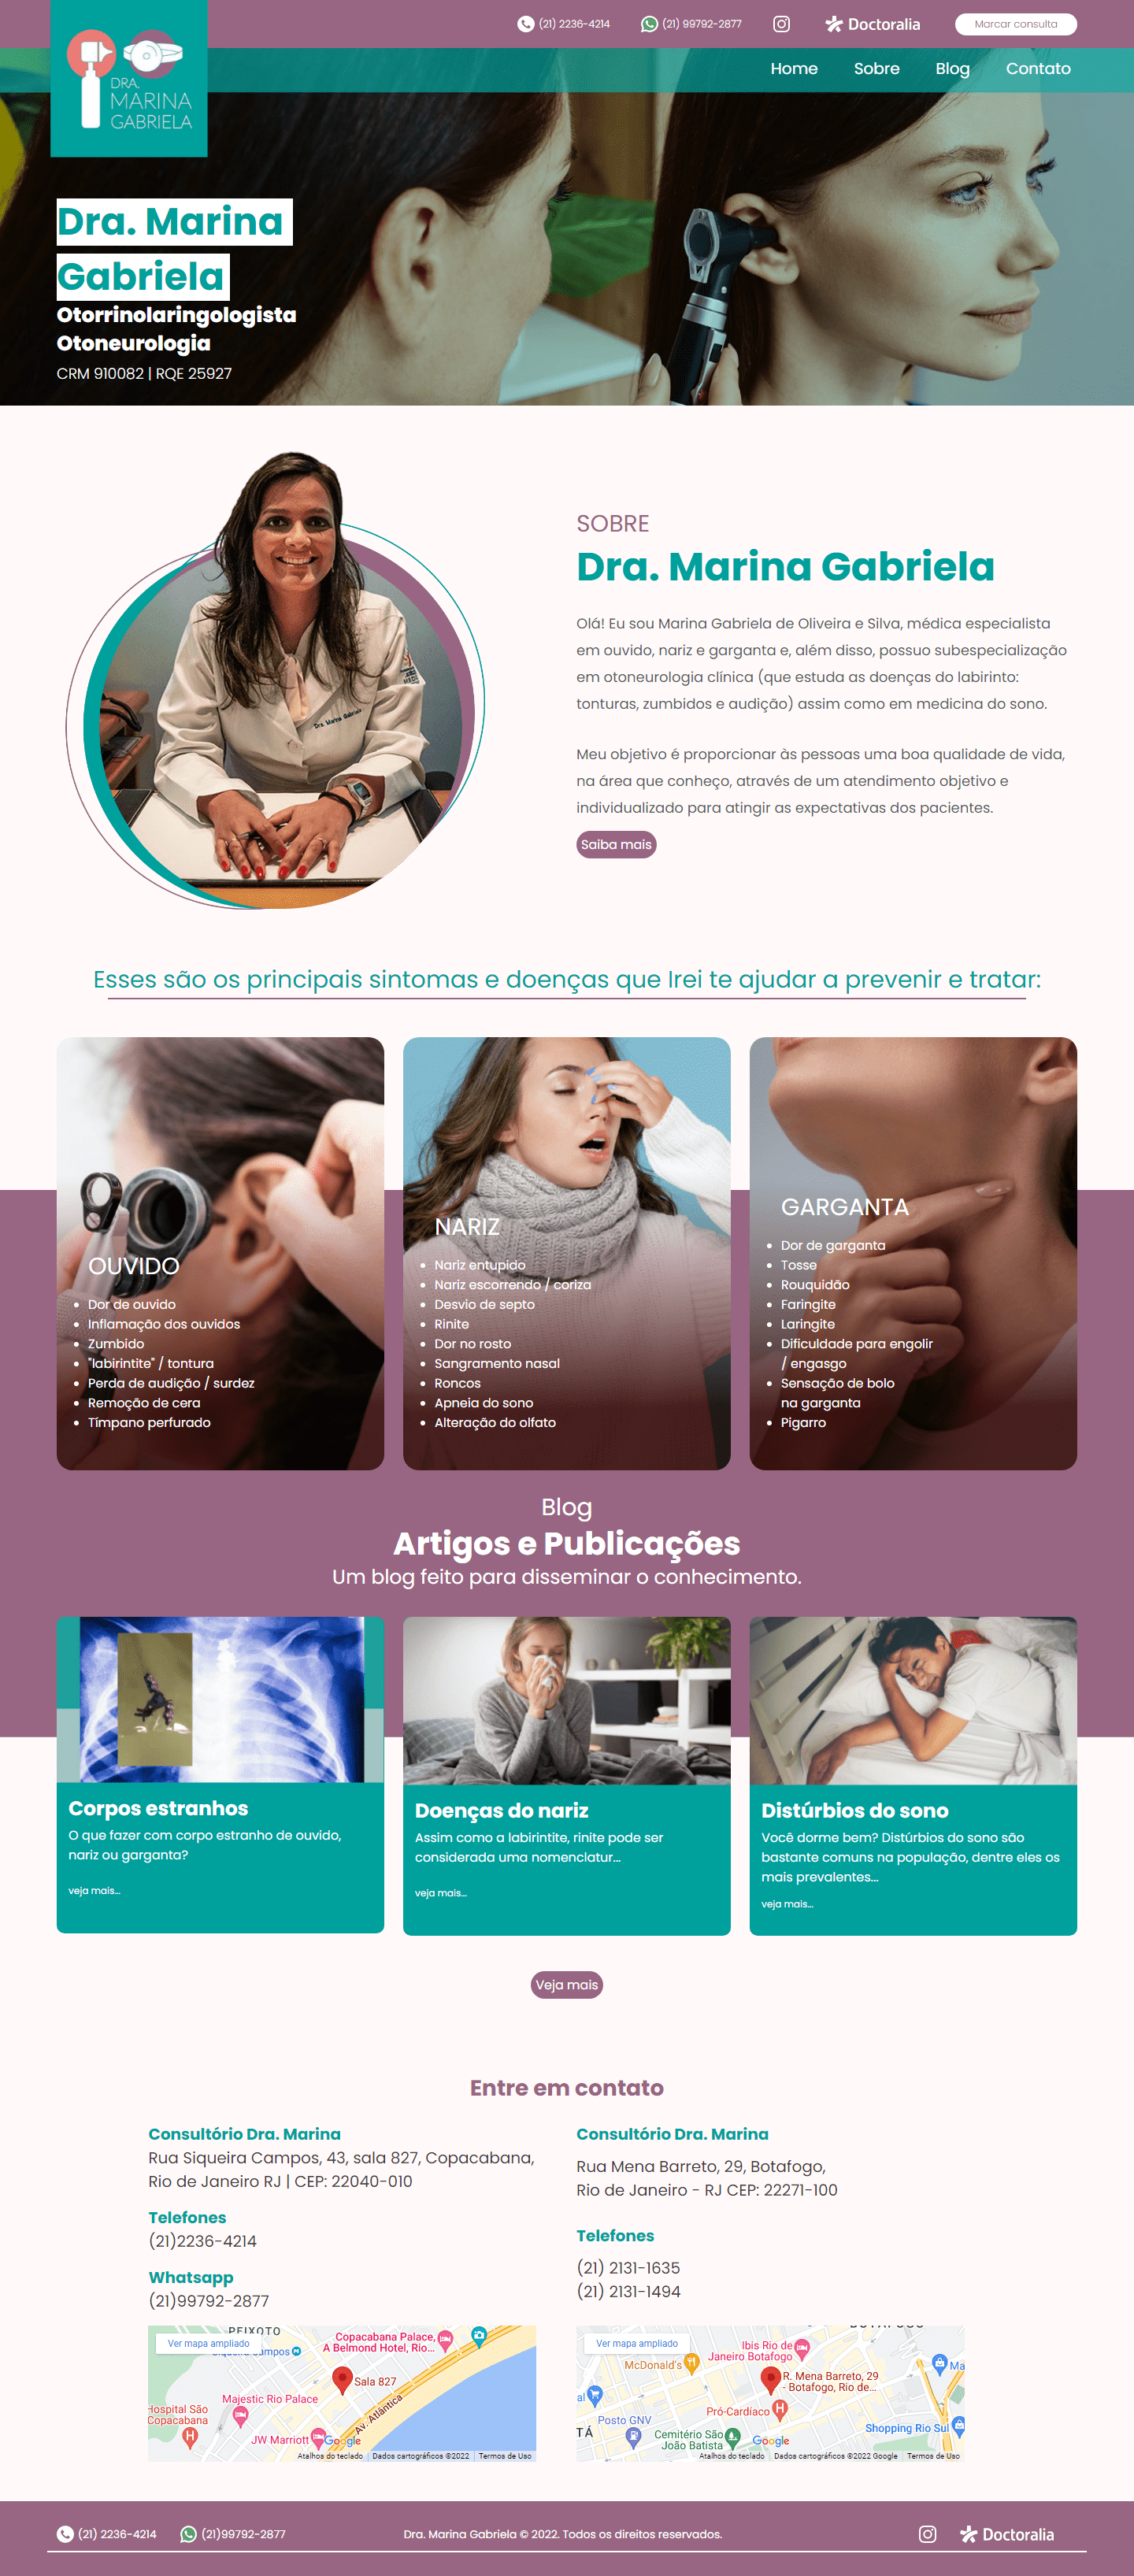 (21) 2236-4214
(21) 99792-2877
Doctoralia
Marcar consulta
DRA.
MARINA
GABRIELA
Home
Sobre
Blog
Contato
Dra. Marina
Gabriela
Otorrinolaringologista
Otoneurologia
CRM 910082 | RQE 25927
Dra. Marina Gabriela
SOBRE
Dra. Marina Gabriela
Olá! Eu sou Marina Gabriela de Oliveira e Silva, médica especialista
em ouvido, nariz e garganta e, além disso, possuo subespecialização
em otoneurologia clínica (que estuda as doenças do labirinto:
tonturas, zumbidos e audição) assim como em medicina do sono.
Meu objetivo é proporcionar às pessoas uma boa qualidade de vida,
na área que conheço, através de um atendimento objetivo e
individualizado para atingir as expectativas dos pacientes.
Saiba mais
Esses são os principais sintomas e doenças que Irei te ajudar a prevenir e tratar:
OUVIDO
Dor de ouvido
Inflamação dos ouvidos
Zumbido
"labirintite" / tontura
Perda de audição / surdez
Remoção de cera
Tímpano perfurado
NARIZ
Nariz entupido
Nariz escorrendo / coriza
Desvio de septo
Rinite
Dor no rosto
Sangramento nasal
Roncos
Apneia do sono
Alteração do olfato
GARGANTA
Dor de garganta
Tosse
Rouquidão
Faringite
Laringite
Dificuldade para engolir
/ engasgo
Sensação de bolo
na garganta
Pigarro
Blog
Artigos e Publicações
Um blog feito para disseminar o conhecimento.
Corpos estranhos
O que fazer com corpo estranho de ouvido,
nariz ou garganta?
veja mais...
Doenças do nariz
Assim como a labirintite, rinite pode ser
considerada uma nomenclatur...
veja mais...
Distúrbios do sono
Você dorme bem? Distúrbios do sono são
bastante comuns na população, dentre eles os
mais prevalentes...
veja mais...
Veja mais
Entre em contato
Consultório Dra. Marina
Rua Siqueira Campos, 43, sala 827, Copacabana,
Rio de Janeiro RJ | CEP: 22040-010
Telefones
(21)2236-4214
Whatsapp
(21)99792-2877
PEIXOTO
Ver mapa ampliado
Siqueira Campos
Copacabana Palace,
A Belmond Hotel, Rio...
Sala 827
Majestic Rio Palace
Hospital São
Copacabana
JW Marriott
Av. Atlântica
Google
Atalhos do teclado
Dados cartográficos ©2022
Termos de Uso
Consultório Dra. Marina
Rua Mena Barreto, 29, Botafogo,
Rio de Janeiro - RJ CEP: 22271-100
Telefones
(21) 2131-1635
(21) 2131-1494
BOTAFOGO
Ver mapa ampliado
Ibis Rio de
Janeiro Botafogo
McDonald's
R. Mena Barreto, 29
- Botafogo, Rio de...
Ma
al
Pró-Cardíaco
Posto GNV
TÁ
Cemitério São
João Batista
Shopping Rio Sul
Google
Atalhos do teclado
Dados cartográficos ©2022 Google
Termos de Uso
(21) 2236-4214
(21)99792-2877
Dra. Marina Gabriela © 2022. Todos os direitos reservados.
Doctoralia